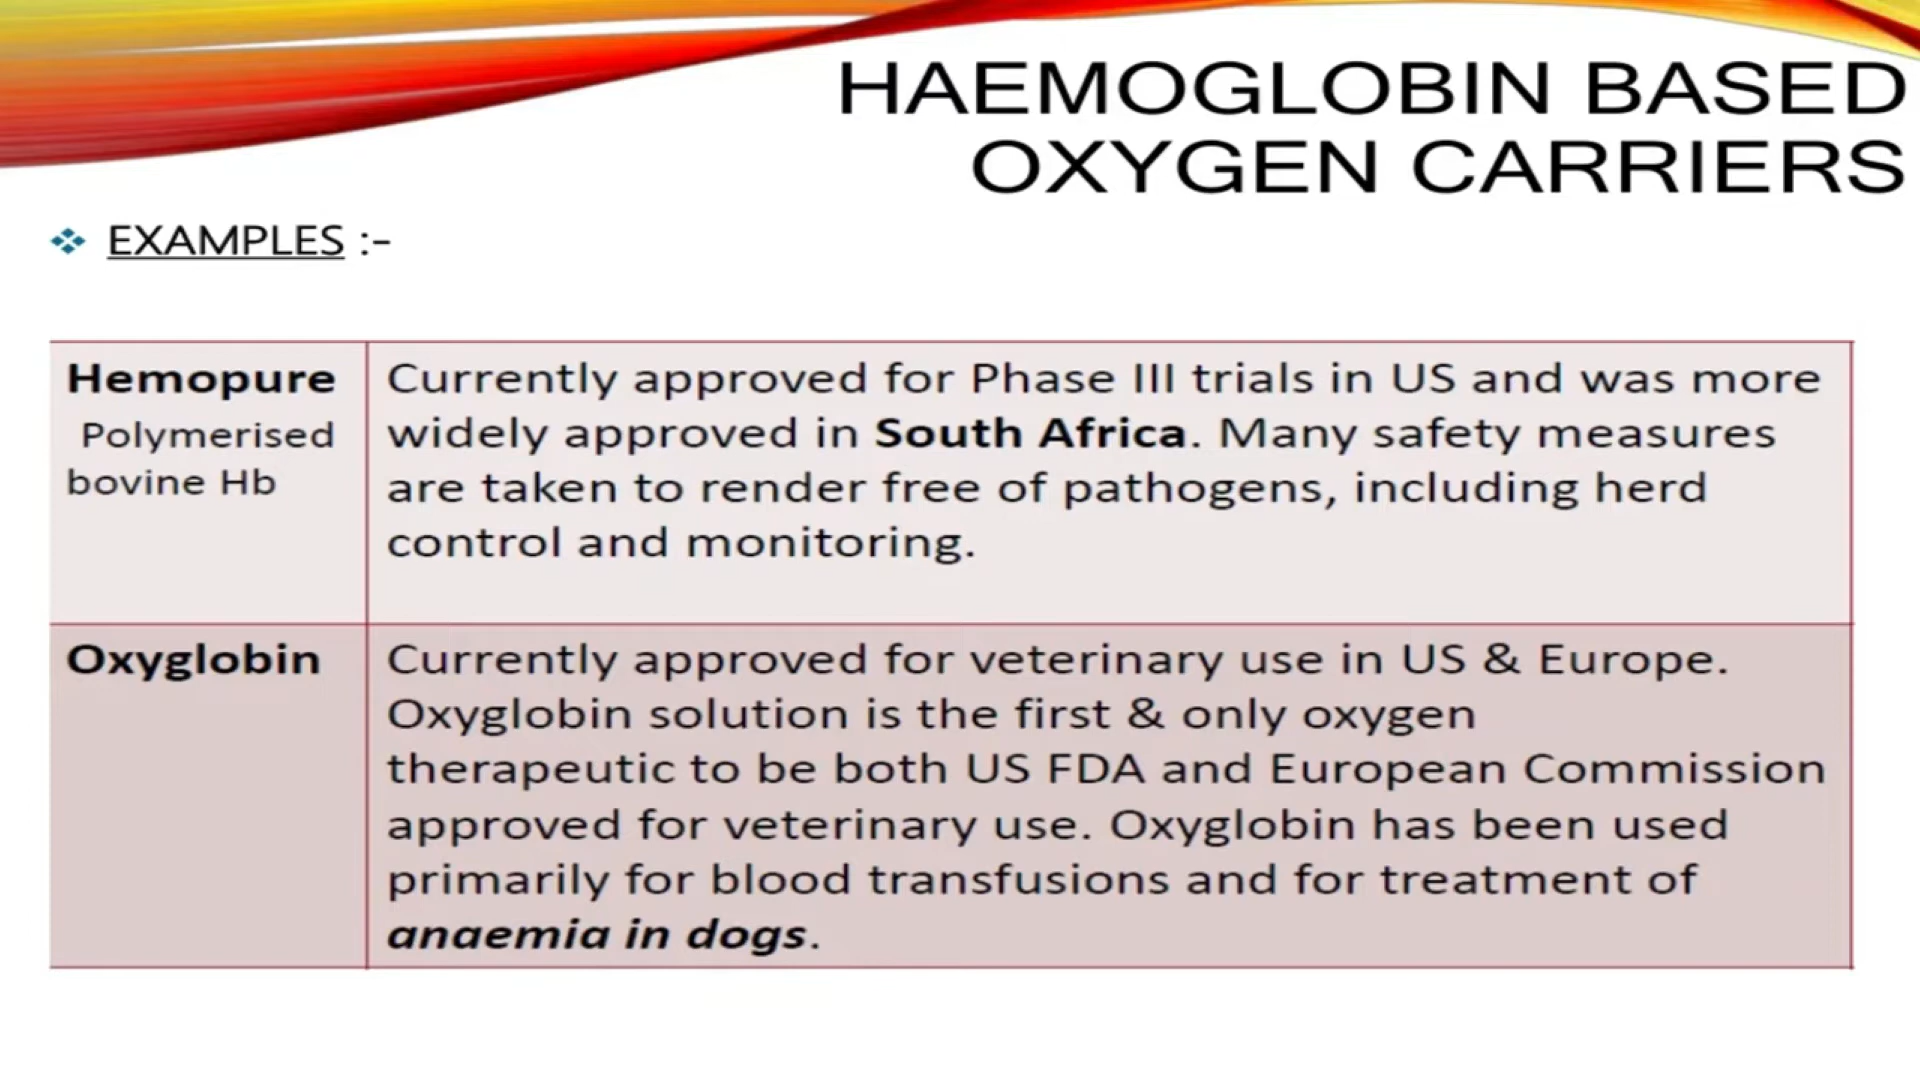 HAEMOGLOBIN BASED
OXYGEN CARRIERS
EXAMPLES :-
Hemopure
Polymerised
bovine Hb
Currently approved for Phase III trials in US and was more
widely approved in South Africa. Many safety measures
are taken to render free of pathogens, including herd
control and monitoring.
Oxyglobin
Currently approved for veterinary use in US & Europe.
Oxyglobin solution is the first & only oxygen
therapeutic to be both US FDA and European Commission
approved for veterinary use. Oxyglobin has been used
primarily for blood transfusions and for treatment of
anaemia in dogs.